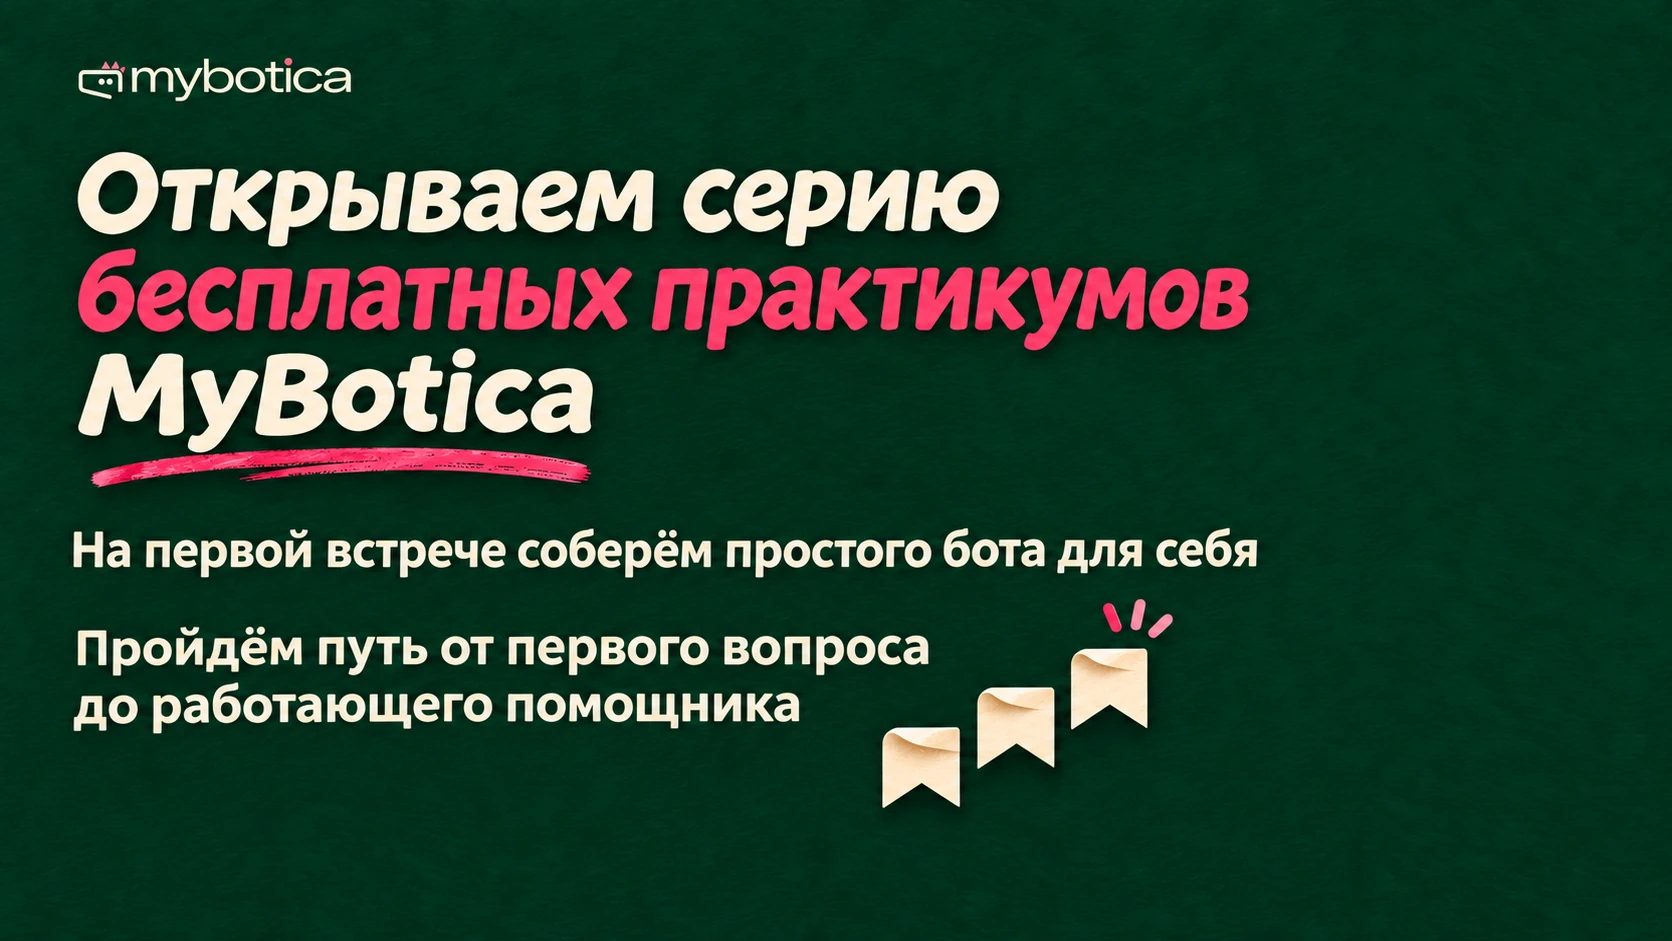 mybotica
Открываем серию
бесплатных практикумов
MyBotica
На первой встрече соберём простого бота для себя
Пройдём путь от первого вопроса
до работающего помощника